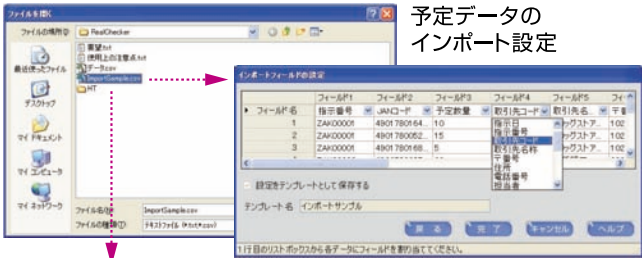 予定データの
インポート設定
ファイルを開く
ファイルの場所(I):
RealChecker
要望.txt
使用上の注意点.txt
データ.csv
ImportSample.csv
HT
最近使ったファイル
デスクトップ
マイ ドキュメント
マイ コンピュータ
マイ ネットワーク
ファイル名(N):
ImportSample.csv
ファイルの種類(T):
テキストファイル (*.txt;*.csv)
インポートフィールドの設定
フィールド1 フィールド2 フィールド3 フィールド4 フィールド5
フィールド名 指示番号 JANコード 予定数量 取引先コード 取引先名
1 ZAK00001 4901780164... 10
2 ZAK00001 4901780052... 15
3 ZAK00001 4901780168... 5
指示日
指示番号
取引先コード
取引先名称
〒番号
住所
電話番号
担当者
設定をテンプレートとして保存する
テンプレート名 インポートサンプル
戻 る 完 了 キャンセル ヘルプ
1行目のリストボックスから各データにフィールドを割り当ててください。